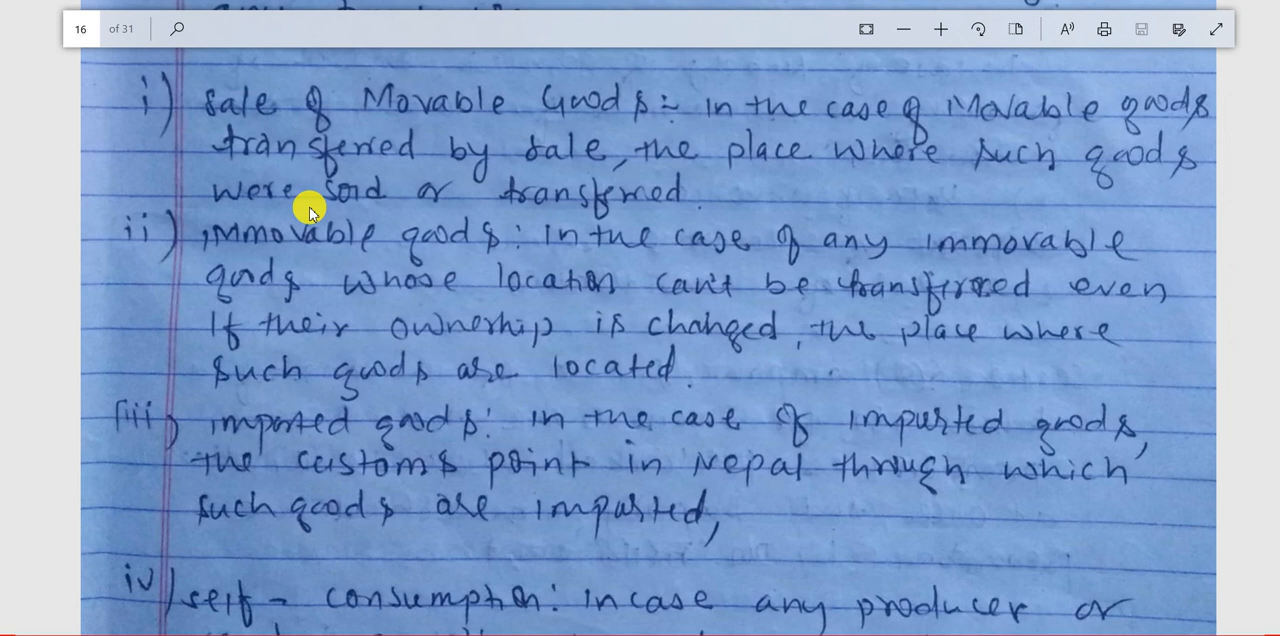 16 of 31
i) Sale of Movable Goods:- in the case of Movable goods
transferred by sale, the place where such goods
were sold or transferred.
ii) immovable goods: in the case of any immovable
goods whose location can't be transferred even
if their ownership is changed, the place where
such goods are located.
iii) imported goods: in the case of imported goods,
the customs point in Nepal through which
such goods are imported,
iv) self - consumption: incase any producer or